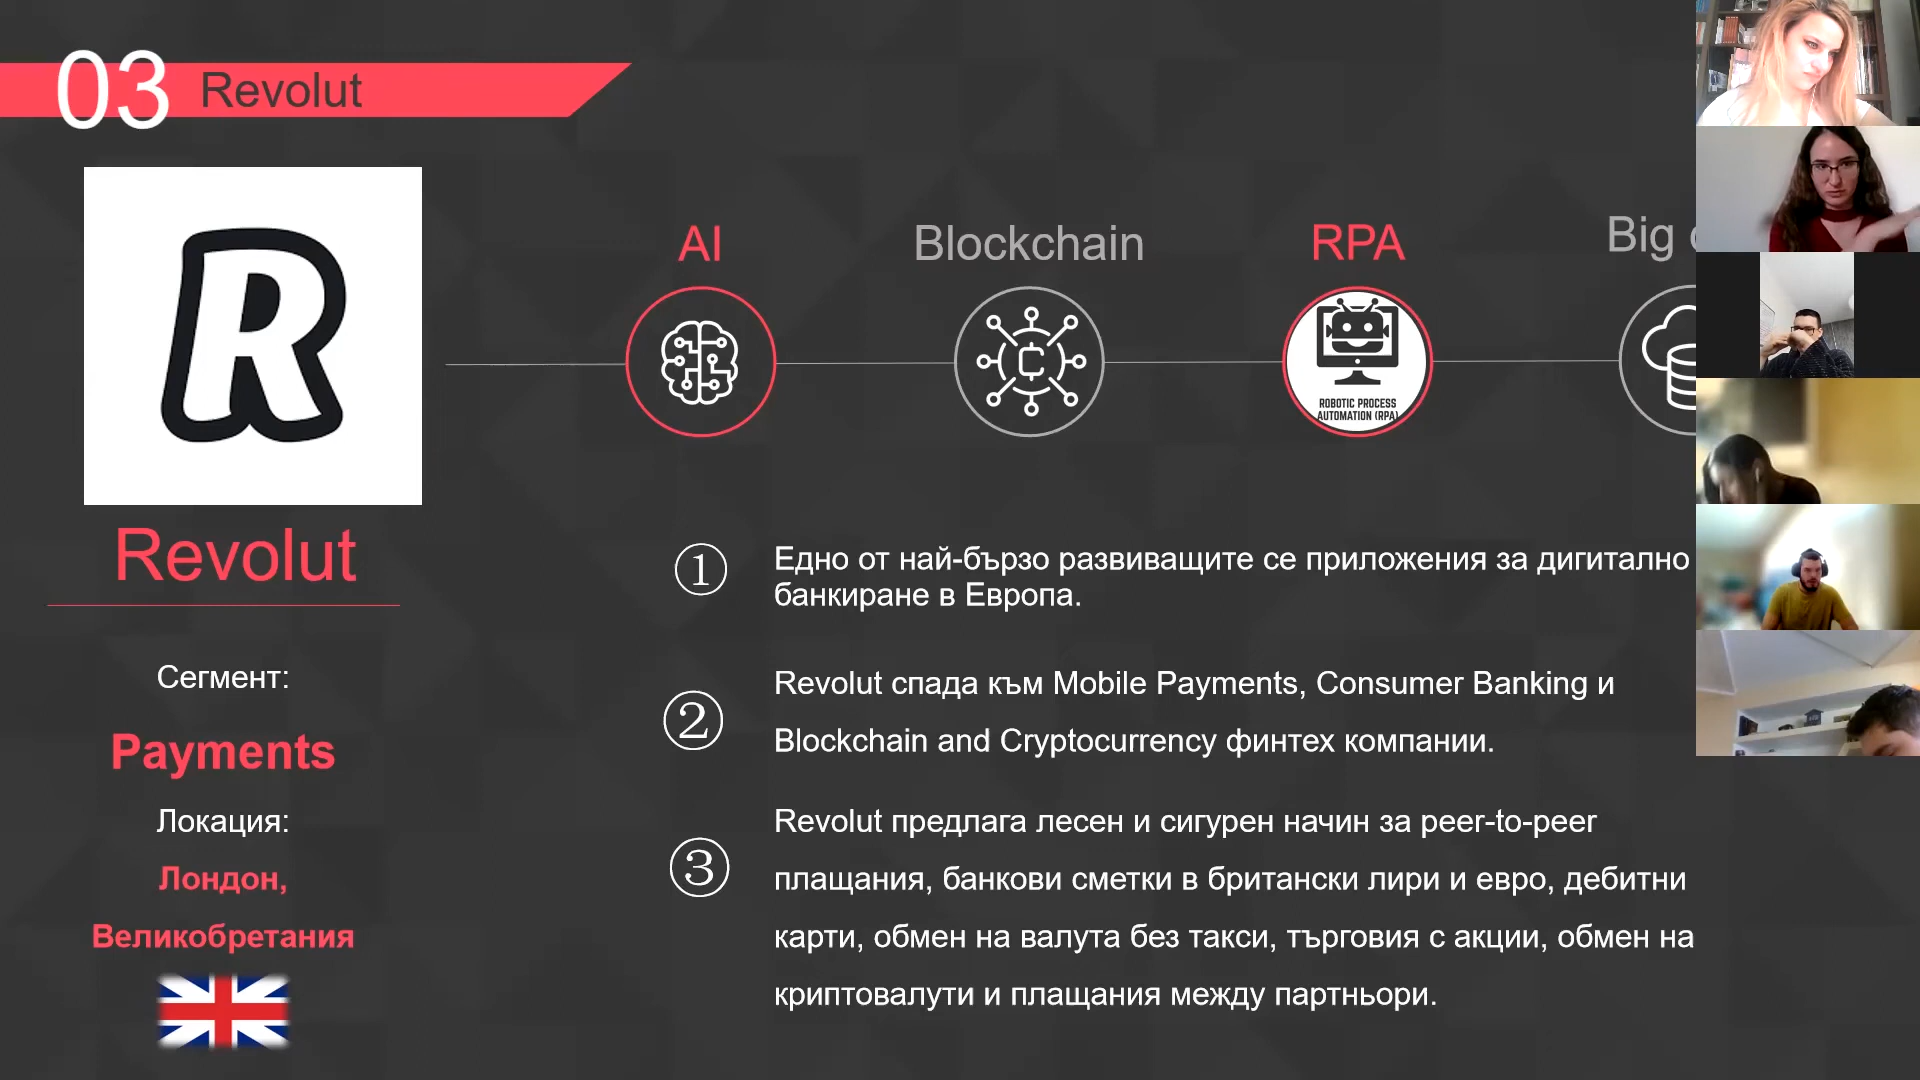 03 Revolut
AI
Blockchain
RPA
Big
ROBOTIC PROCESS
AUTOMATION (RPA)
R
Revolut
Сегмент:
Payments
Локация:
Лондон,
Великобретания
① Едно от най-бързо развиващите се приложения за дигитално
банкиране в Европа.
② Revolut спада към Mobile Payments, Consumer Banking и
Blockchain and Cryptocurrency финтех компании.
③ Revolut предлага лесен и сигурен начин за peer-to-peer
плащания, банкови сметки в британски лири и евро, дебитни
карти, обмен на валута без такси, търговия с акции, обмен на
криптовалути и плащания между партньори.